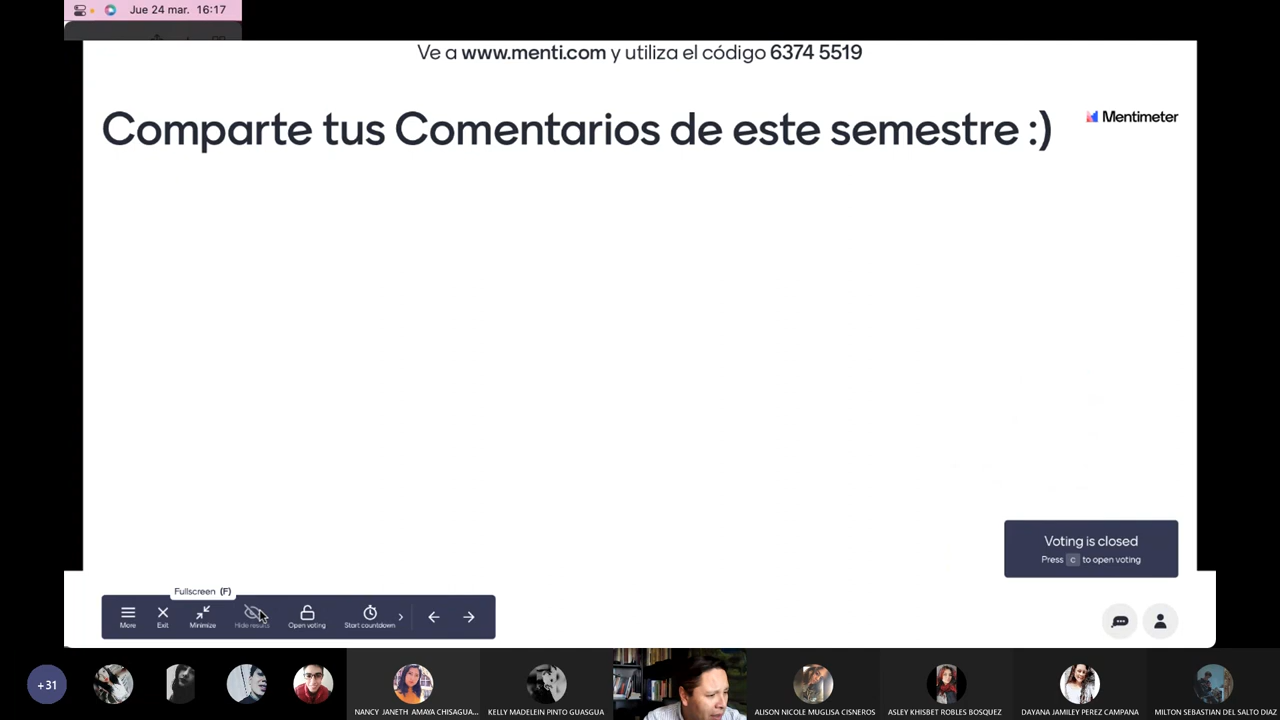 Jue 24 mar. 16:17
Ve a www.menti.com y utiliza el código 6374 5519
Comparte tus Comentarios de este semestre :)
Mentimeter
Voting is closed
Press c to open voting
Fullscreen (F)
More
Exit
Minimize
Hide results
Open voting
Start countdown
+31
NANCY JANETH AMAYA CHISAGUA...
KELLY MADELEIN PINTO GUASGUA
ALISON NICOLE MUGLISA CISNEROS
ASLEY KHISBET ROBLES BOSQUEZ
DAYANA JAMILEY PEREZ CAMPANA
MILTON SEBASTIAN DEL SALTO DIAZ